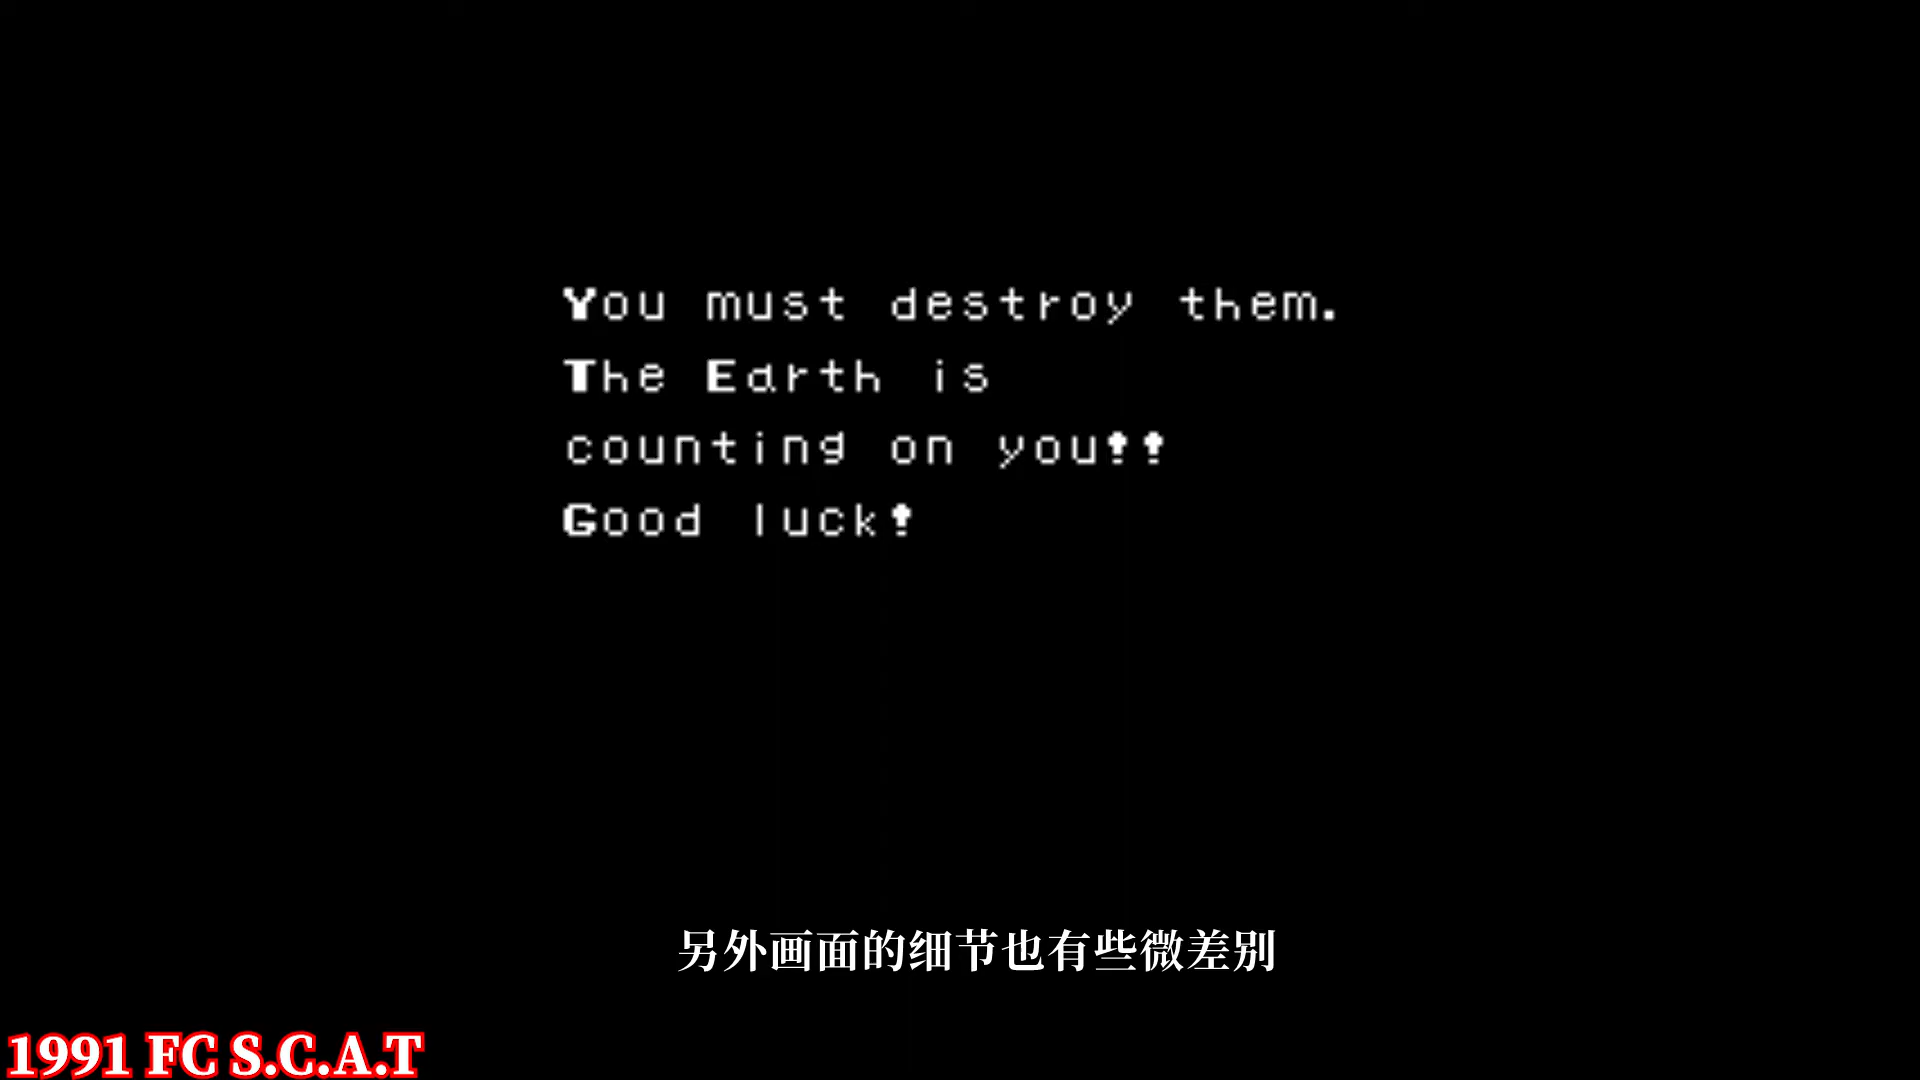 You must destroy them.
The Earth is
counting on you!!
Good luck!
另外画面的细节也有些微差别
1991 FC S.C.A.T